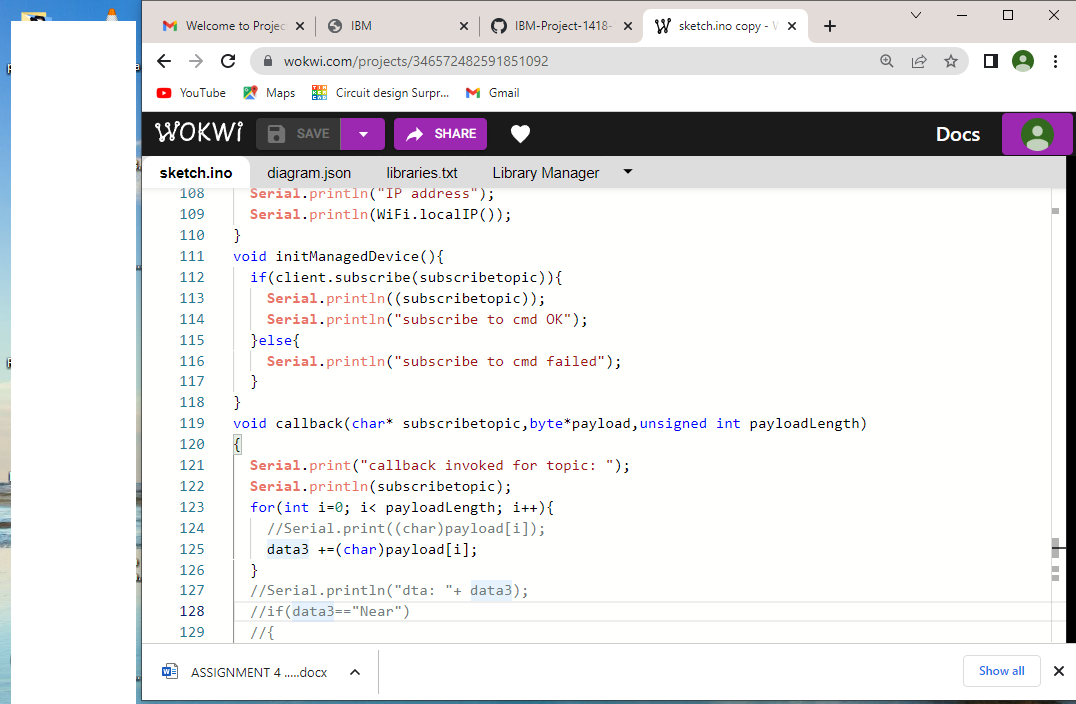 Welcome to Projec
IBM
IBM-Project-1418-
sketch.ino copy - W
wokwi.com/projects/346572482591851092
YouTube
Maps
Circuit design Surpr...
Gmail
WOKWI
SAVE
SHARE
Docs
sketch.ino
diagram.json
libraries.txt
Library Manager
108 Serial.println("IP address");
109 Serial.println(WiFi.localIP());
110 }
111 void initManagedDevice(){
112 if(client.subscribe(subscribetopic)){
113 Serial.println((subscribetopic));
114 Serial.println("subscribe to cmd OK");
115 }else{
116 Serial.println("subscribe to cmd failed");
117 }
118 }
119 void callback(char* subscribetopic,byte*payload,unsigned int payloadLength)
120 {
121 Serial.print("callback invoked for topic: ");
122 Serial.println(subscribetopic);
123 for(int i=0; i< payloadLength; i++){
124 //Serial.print((char)payload[i]);
125 data3 +=(char)payload[i];
126 }
127 //Serial.println("dta: "+ data3);
128 //if(data3=="Near")
129 //{
ASSIGNMENT 4 .....docx
Show all